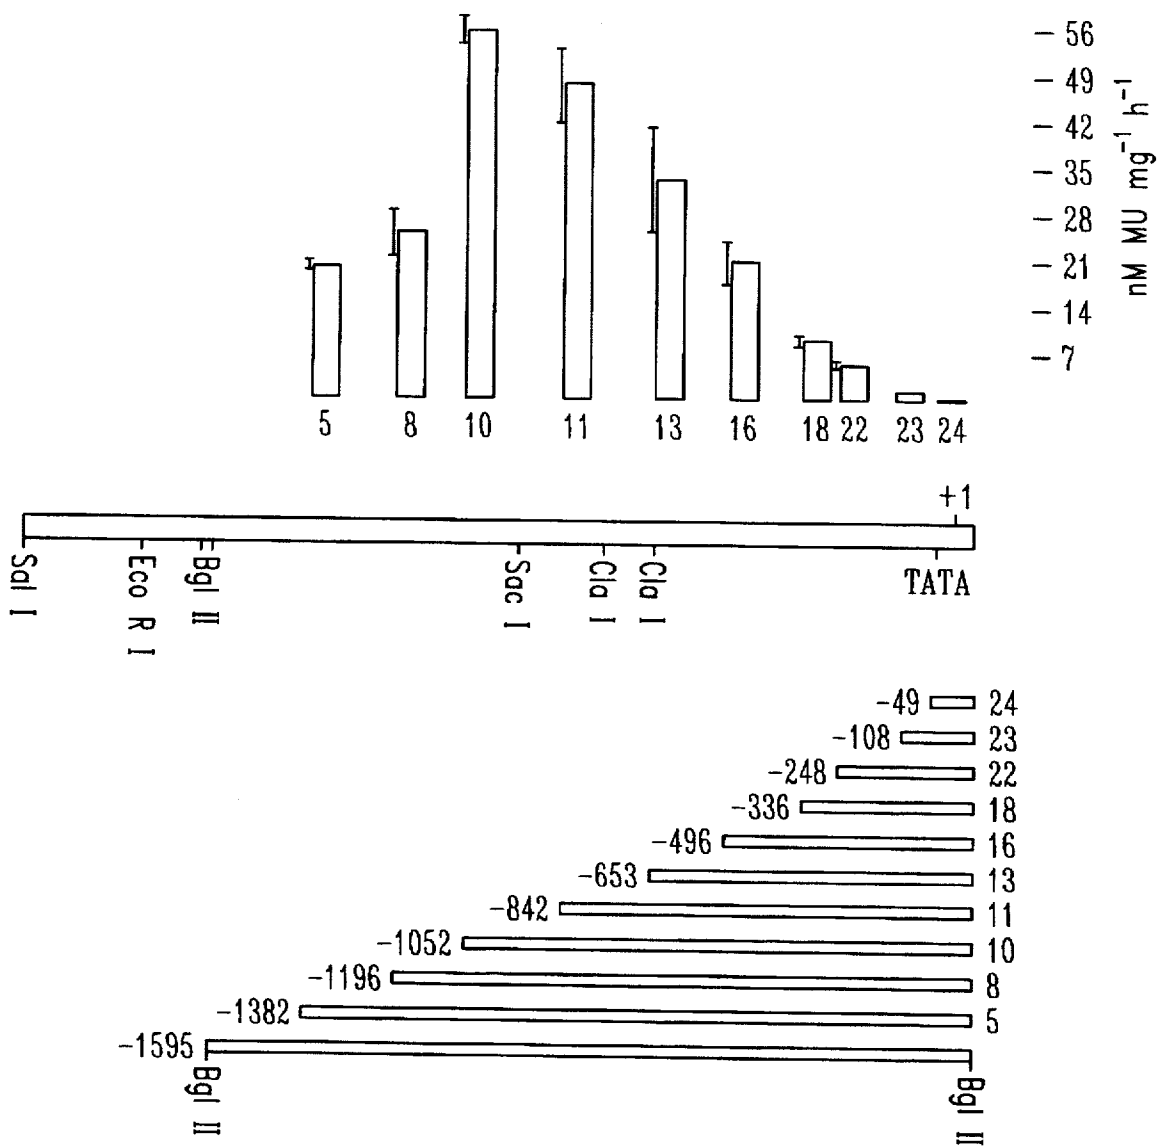 56
49
42
35
28
21
14
7
nM MU mg⁻¹ h⁻¹
5 8 10 11 13 16 18 22 23 24
+1
TATA
Sal I
Eco R I
Bgl II
Sac I
Cla I
Cla I
-49 24
-108 23
-248 22
-336 18
-496 16
-653 13
-842 11
-1052 10
-1196 8
-1382 5
-1595
Bgl II
Bgl II